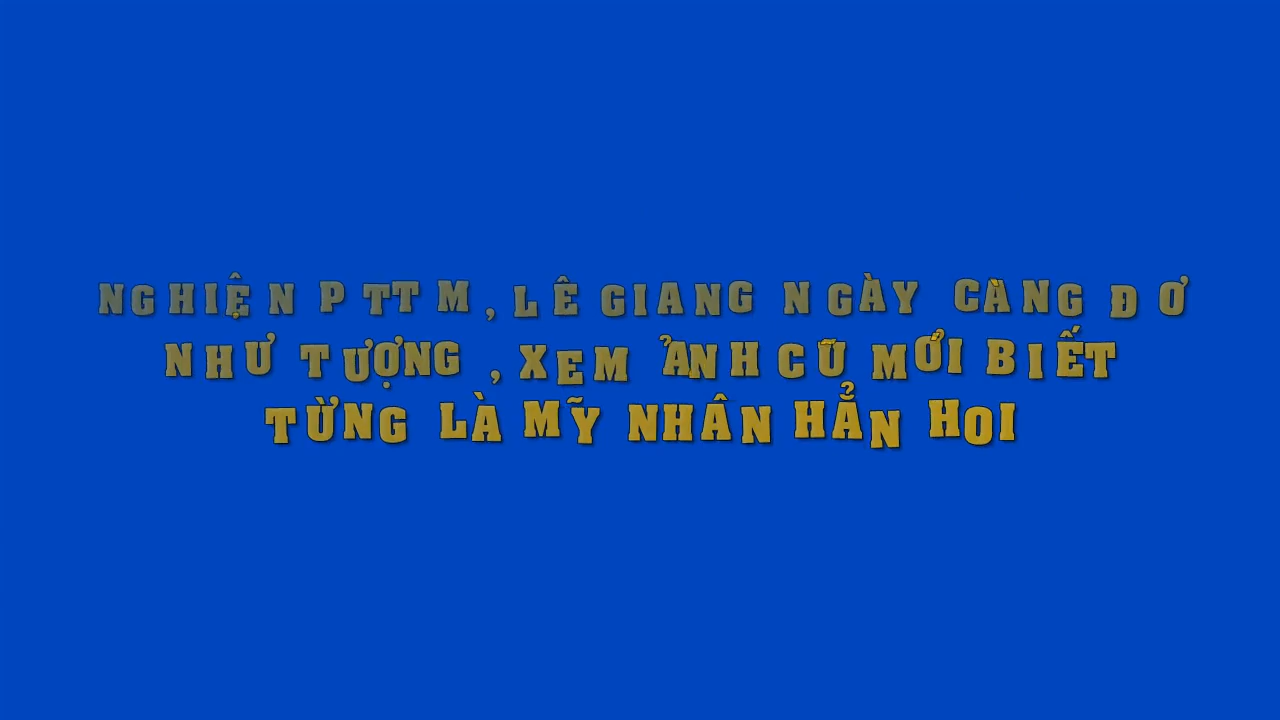 NGHIỆN PTTM, LÊ GIANG NGÀY CÀNG ĐƠ
NHƯ TƯỢNG, XEM ẢNH CŨ MỚI BIẾT
TỪNG LÀ MỸ NHÂN HẲN HOI